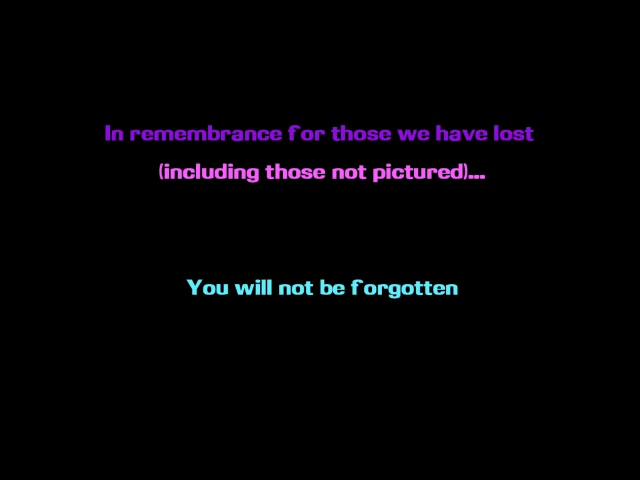 In remembrance for those we have lost
(including those not pictured)...
You will not be forgotten